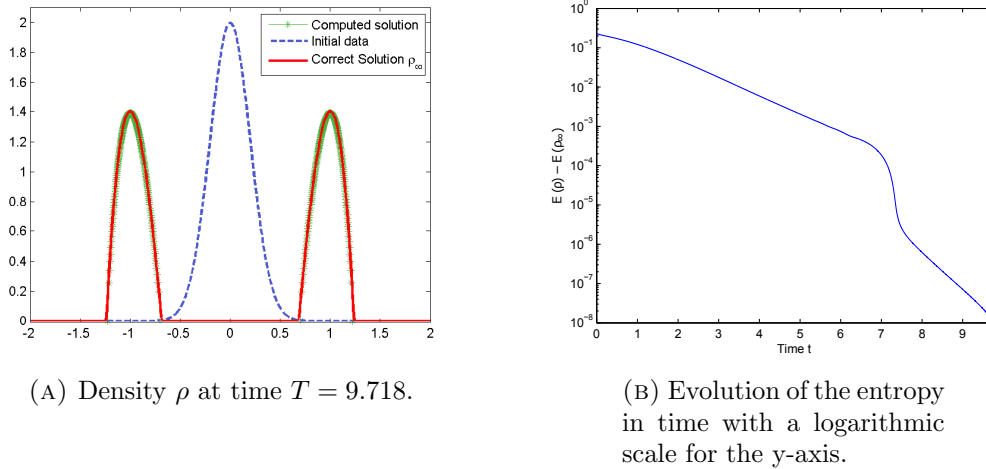 2
1.8
1.6
1.4
1.2
1
0.8
0.6
0.4
0.2
0
-2 -1.5 -1 -0.5 0 0.5 1 1.5 2
Computed solution
Initial data
Correct Solution ρ∞
(A) Density ρ at time T = 9.718.
10^0
10^-1
10^-2
10^-3
10^-4
10^-5
10^-6
10^-7
10^-8
E (ρ) − E (ρ∞)
0 1 2 3 4 5 6 7 8 9
Time t
(B) Evolution of the entropy
in time with a logarithmic
scale for the y-axis.